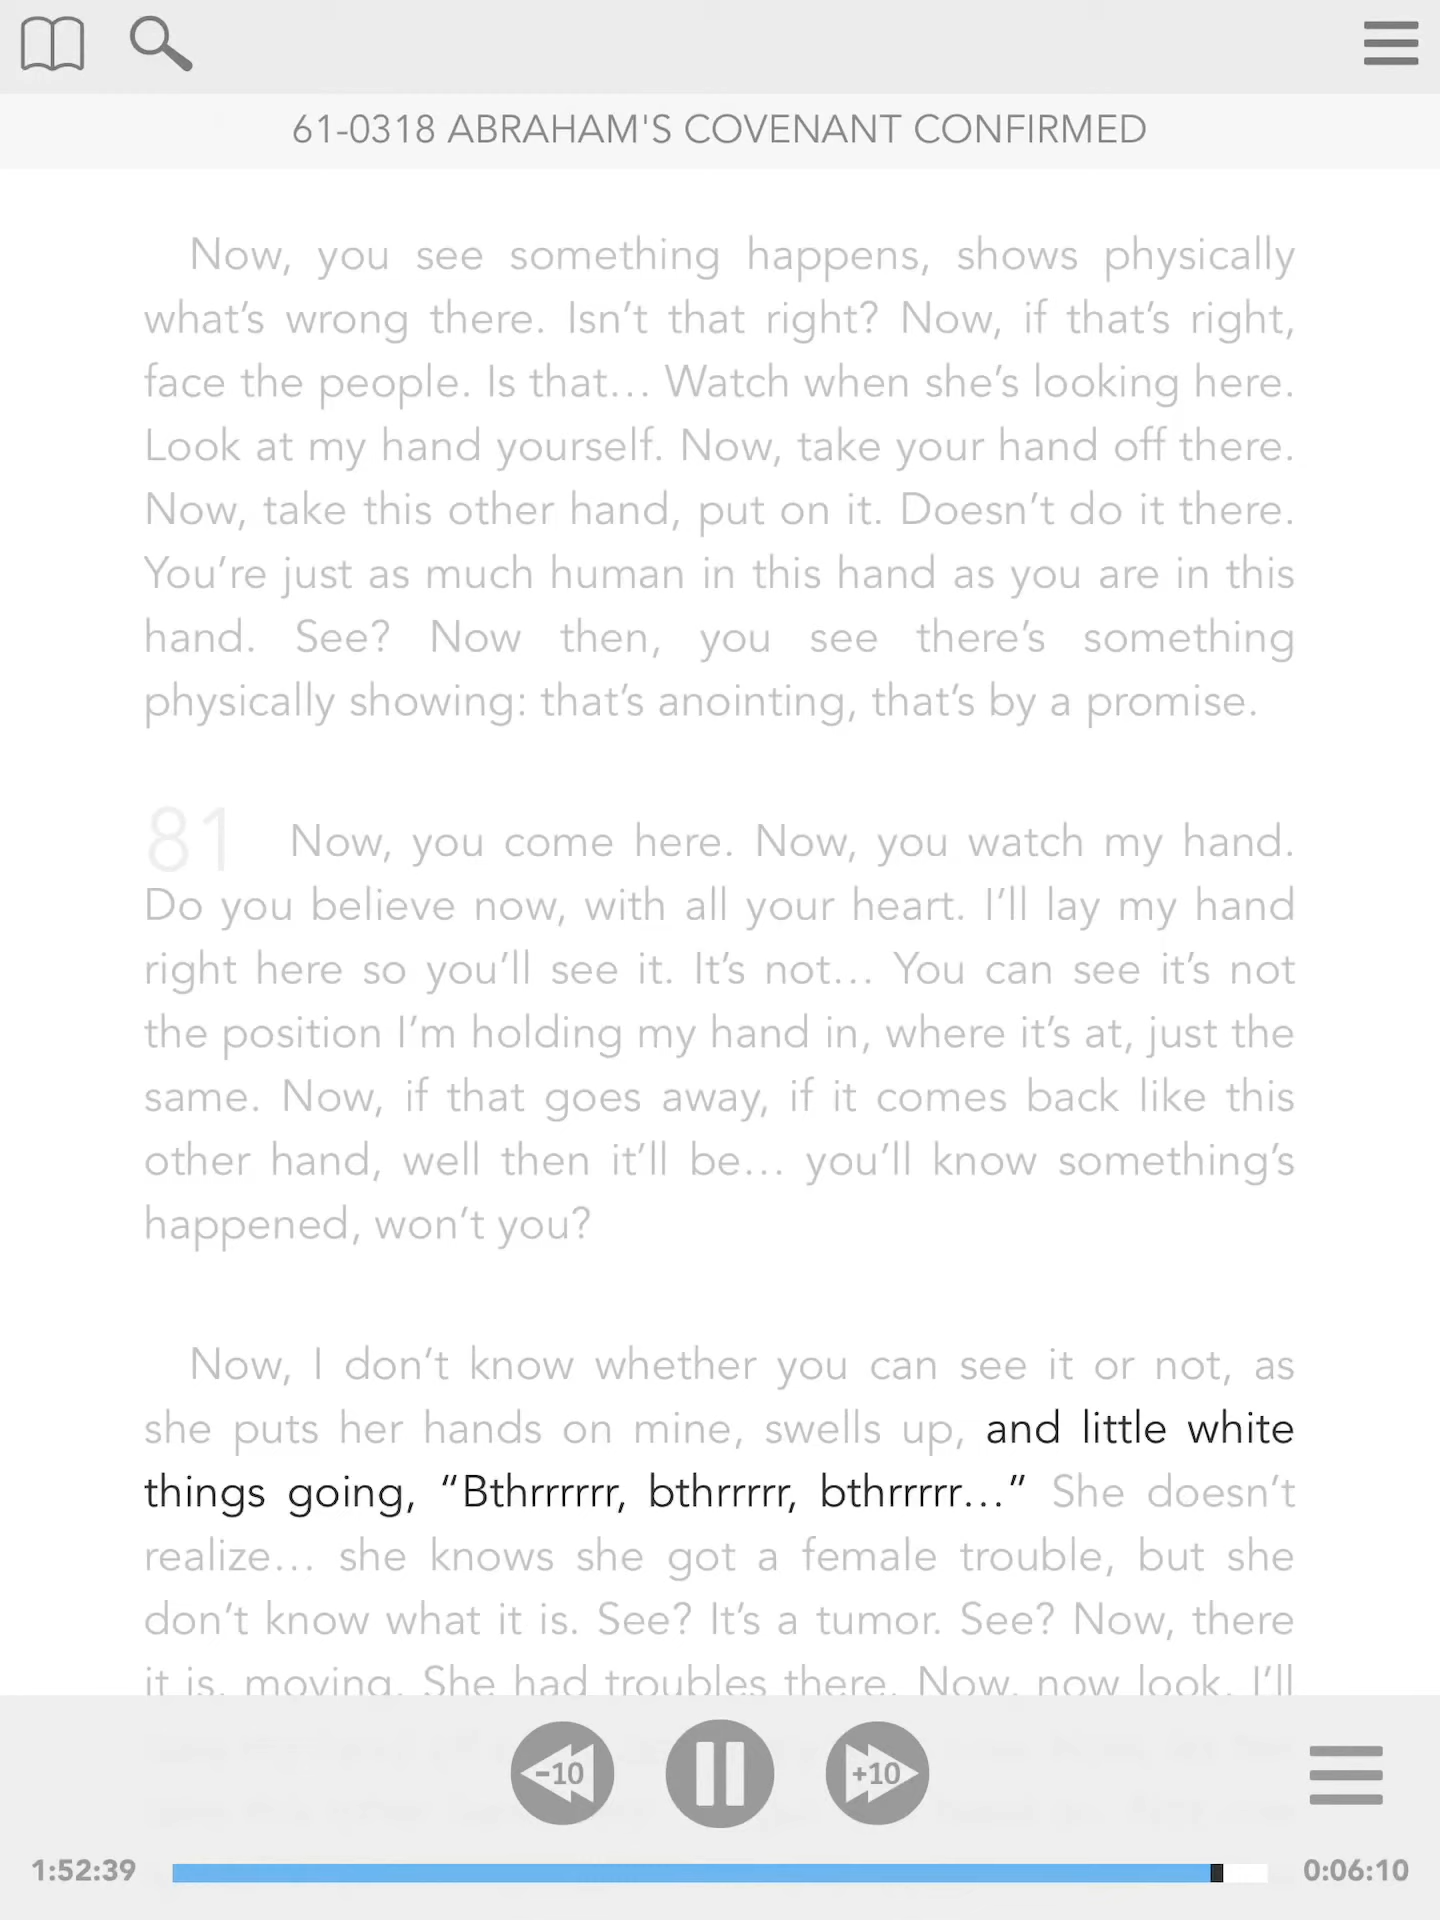 61-0318 ABRAHAM'S COVENANT CONFIRMED
Now, you see something happens, shows physically
what’s wrong there. Isn’t that right? Now, if that’s right,
face the people. Is that… Watch when she’s looking here.
Look at my hand yourself. Now, take your hand off there.
Now, take this other hand, put on it. Doesn’t do it there.
You’re just as much human in this hand as you are in this
hand. See? Now then, you see there’s something
physically showing: that’s anointing, that’s by a promise.
81 Now, you come here. Now, you watch my hand.
Do you believe now, with all your heart. I’ll lay my hand
right here so you’ll see it. It’s not… You can see it’s not
the position I’m holding my hand in, where it’s at, just the
same. Now, if that goes away, if it comes back like this
other hand, well then it’ll be… you’ll know something’s
happened, won’t you?
Now, I don’t know whether you can see it or not, as
she puts her hands on mine, swells up, and little white
things going, “Bthrrrrrr, bthrrrrr, bthrrrrr…” She doesn’t
realize… she knows she got a female trouble, but she
don’t know what it is. See? It’s a tumor. See? Now, there
it is, moving. She had troubles there. Now, now look. I’ll
-10 +10
1:52:39 0:06:10